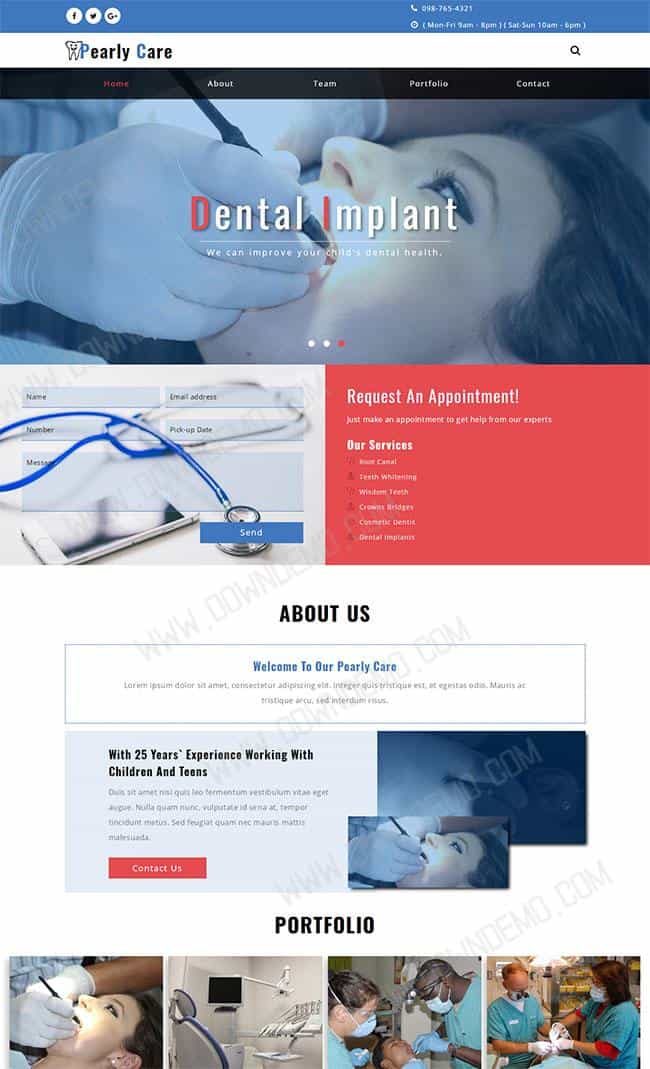 098-765-4321
( Mon-Fri 9am - 8pm ) ( Sat-Sun 10am - 6pm )
Pearly Care
Home About Team Portfolio Contact
Dental Implant
We can improve your child's dental health.
Name Email address
Number Pick-up Date
Message
Send
Request An Appointment!
Just make an appointment to get help from our experts
Our Services
Root Canal
Teeth Whitening
Wisdom Teeth
Crowns Bridges
Cosmetic Dentist
Dental Implants
ABOUT US
Welcome To Our Pearly Care
Lorem ipsum dolor sit amet, consectetur adipiscing elit. Integer quis tristique est, et egestas odio. Mauris ac
tristique arcu, sed interdum risus.
With 25 Years` Experience Working With
Children And Teens
Duis sit amet nisi quis leo fermentum vestibulum vitae eget
augue. Nulla quam nunc, vulputate id urna at, tempor
tincidunt metus. Sed feugiat quam nec mauris mattis
malesuada.
Contact Us
PORTFOLIO
WWW.DOWNDEMO.COM